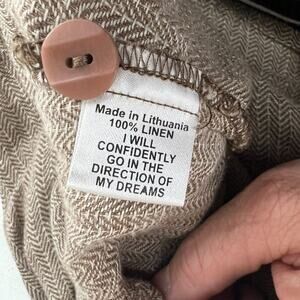 Made in Lithuania
100% LINEN
I WILL
CONFIDENTLY
GO IN THE
DIRECTION OF
MY DREAMS